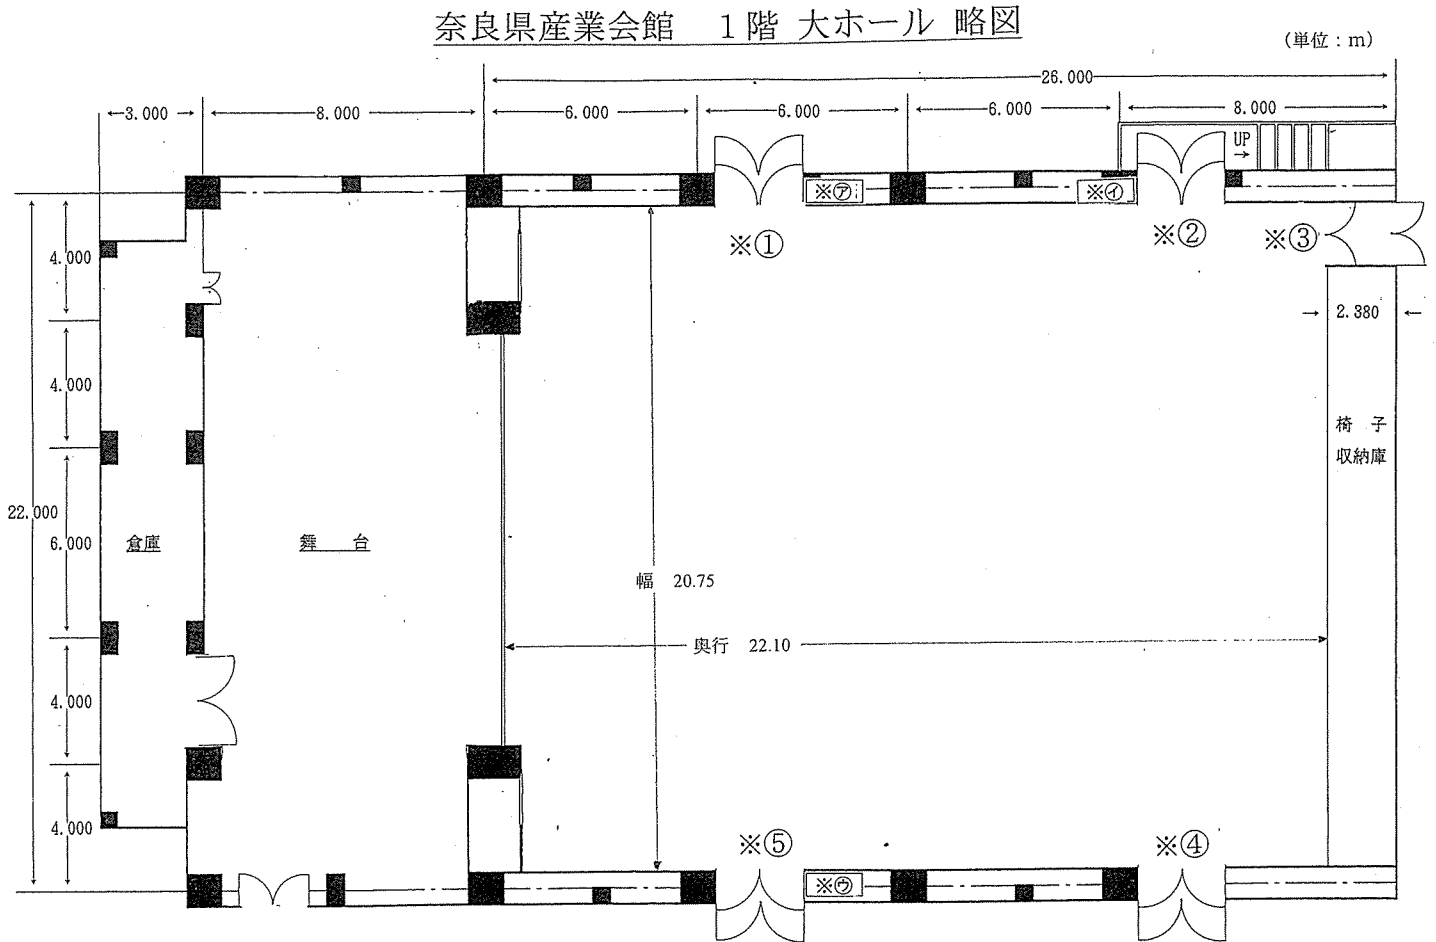 奈良県産業会館　１階 大ホール 略図
（単位：ｍ）
26.000
3.000
8.000
6.000
6.000
6.000
8.000
UP
※㋐
※㋑
※①
※②
※③
4.000
2.380
4.000
椅　子
収納庫
22.000
6.000
倉庫
舞　台
幅　20.75
奥行　22.10
4.000
4.000
※⑤
※④
※㋒